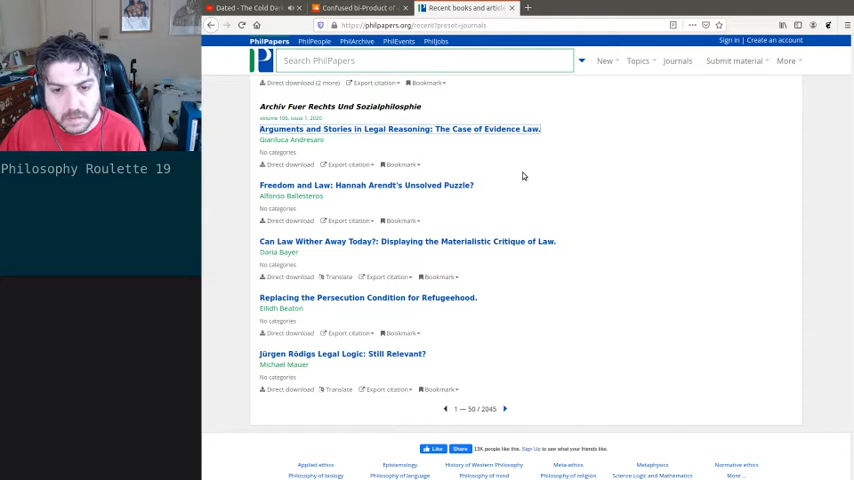 Dated - The Cold Dark
Confused bi-Product of
Recent books and article
https://philpapers.org/recent?preset=journals
PhilPapers PhilPeople PhilArchive PhilEvents PhilJobs
Sign in | Create an account
Search PhilPapers
New Topics Journals Submit material More
Direct download (2 more) Export citation Bookmark
Archiv Fuer Rechts Und Sozialphilosphie
volume 106, issue 1, 2020
Arguments and Stories in Legal Reasoning: The Case of Evidence Law.
Gianluca Andresani
No categories
Direct download Export citation Bookmark
Freedom and Law: Hannah Arendt's Unsolved Puzzle?
Alfonso Ballesteros
No categories
Direct download Export citation Bookmark
Can Law Wither Away Today?: Displaying the Materialistic Critique of Law.
Daria Bayer
No categories
Direct download Translate Export citation Bookmark
Replacing the Persecution Condition for Refugeehood.
Eilidh Beaton
No categories
Direct download Export citation Bookmark
Jürgen Rödigs Legal Logic: Still Relevant?
Michael Mauer
No categories
Direct download Translate Export citation Bookmark
1 — 50 / 2045
Like Share 13K people like this. Sign Up to see what your friends like.
Applied ethics Epistemology History of Western Philosophy Meta-ethics Metaphysics Normative ethics
Philosophy of biology Philosophy of language Philosophy of mind Philosophy of religion Science Logic and Mathematics More ...
Philosophy Roulette 19